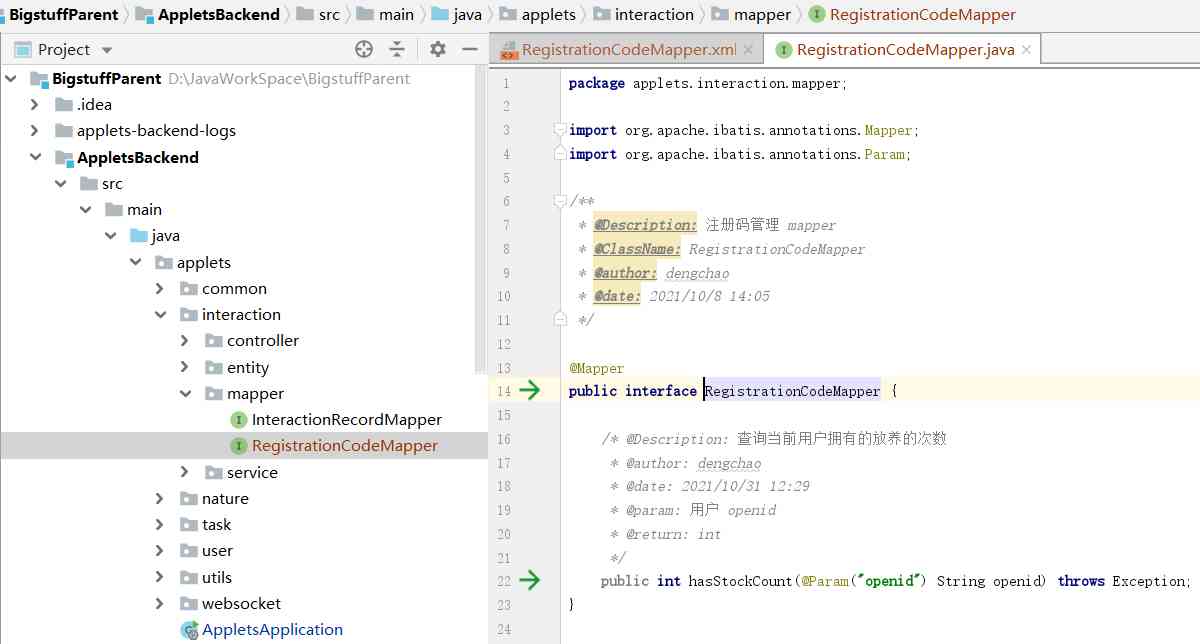 BigstuffParent AppletsBackend src main java applets interaction mapper RegistrationCodeMapper
Project
RegistrationCodeMapper.xml RegistrationCodeMapper.java
BigstuffParent D:\JavaWorkSpace\BigstuffParent
.idea
applets-backend-logs
AppletsBackend
src
main
java
applets
common
interaction
controller
entity
mapper
InteractionRecordMapper
RegistrationCodeMapper
service
nature
task
user
utils
websocket
AppletsApplication
1 package applets.interaction.mapper;
2
3 import org.apache.ibatis.annotations.Mapper;
4 import org.apache.ibatis.annotations.Param;
5
6 /**
7 * @Description: 注册码管理 mapper
8 * @ClassName: RegistrationCodeMapper
9 * @author: dengchao
10 * @date: 2021/10/8 14:05
11 */
12
13 @Mapper
14 public interface RegistrationCodeMapper {
15
16 /* @Description: 查询当前用户拥有的放养的次数
17 * @author: dengchao
18 * @date: 2021/10/31 12:29
19 * @param: 用户 openid
20 * @return: int
21 */
22 public int hasStockCount(@Param("openid") String openid) throws Exception;
23 }
24